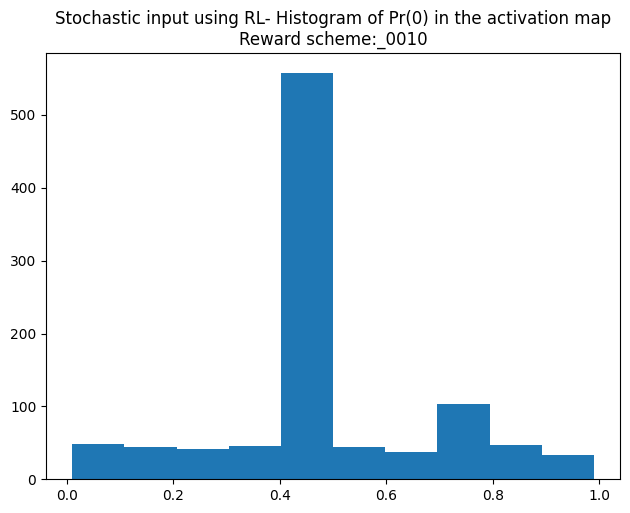 Stochastic input using RL- Histogram of Pr(0) in the activation map
Reward scheme:_0010
500
400
300
200
100
0
0.0 0.2 0.4 0.6 0.8 1.0